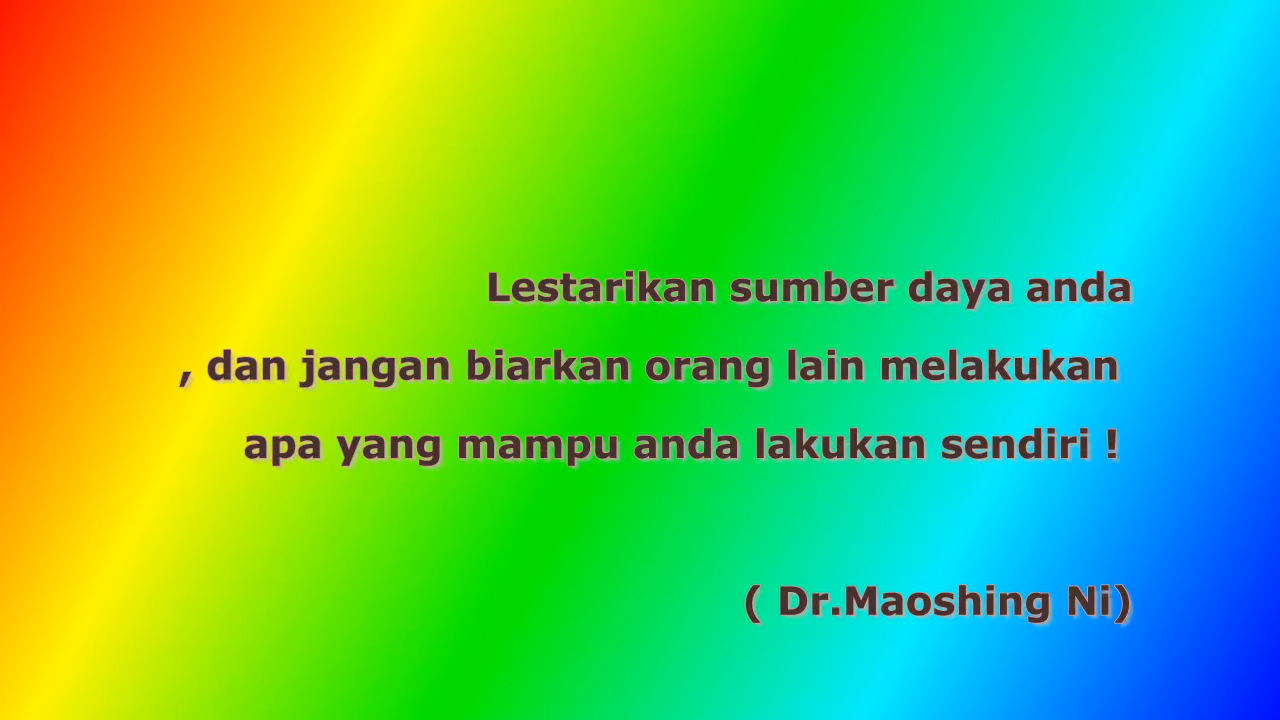 Lestarikan sumber daya anda
, dan jangan biarkan orang lain melakukan
apa yang mampu anda lakukan sendiri !
( Dr.Maoshing Ni)